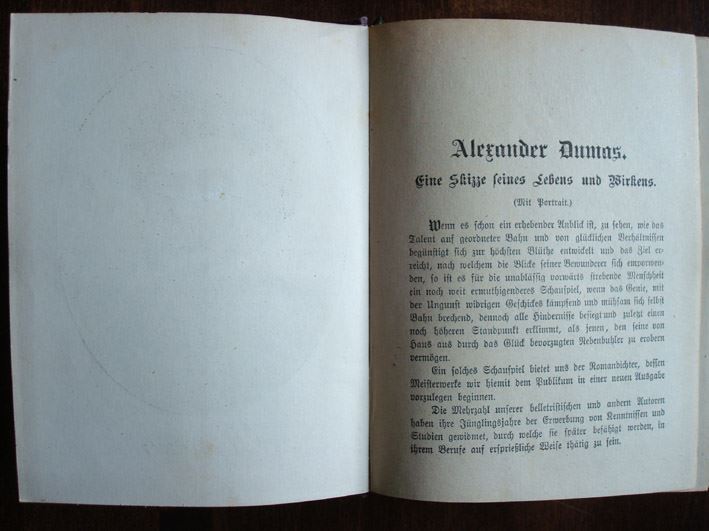 Alexander Dumas.
Eine Skizze seines Lebens und Wirkens.
(Mit Portrait.)
Wenn es schon ein erhebender Anblick ist, zu sehen, wie das
Talent auf geordneter Bahn und von glücklichen Verhältnissen
begünstigt sich zur höchsten Blüthe entwickelt und das Ziel er-
reicht, nach welchem die Blicke seiner Bewunderer sich emporwen-
den, so ist es für die unablässig vorwärts strebende Menschheit
ein noch weit ermuthigenderes Schauspiel, wenn das Genie, mit
der Ungunst widrigen Geschickes kämpfend und mühsam sich selbst
Bahn brechend, dennoch alle Hindernisse besiegt und zuletzt einen
noch höheren Standpunkt erklimmt, als jenen, den seine von
Haus aus durch das Glück bevorzugten Nebenbuhler zu erobern
vermögen.
Ein solches Schauspiel bietet uns der Romandichter, dessen
Meisterwerke wir hiemit dem Publikum in einer neuen Ausgabe
vorzulegen beginnen.
Die Mehrzahl unserer belletristischen und andern Autoren
haben ihre Jünglingsjahre der Erwerbung von Kenntnissen und
Studien gewidmet, durch welche sie später befähigt werden, in
ihrem Berufe auf ersprießliche Weise thätig zu sein.